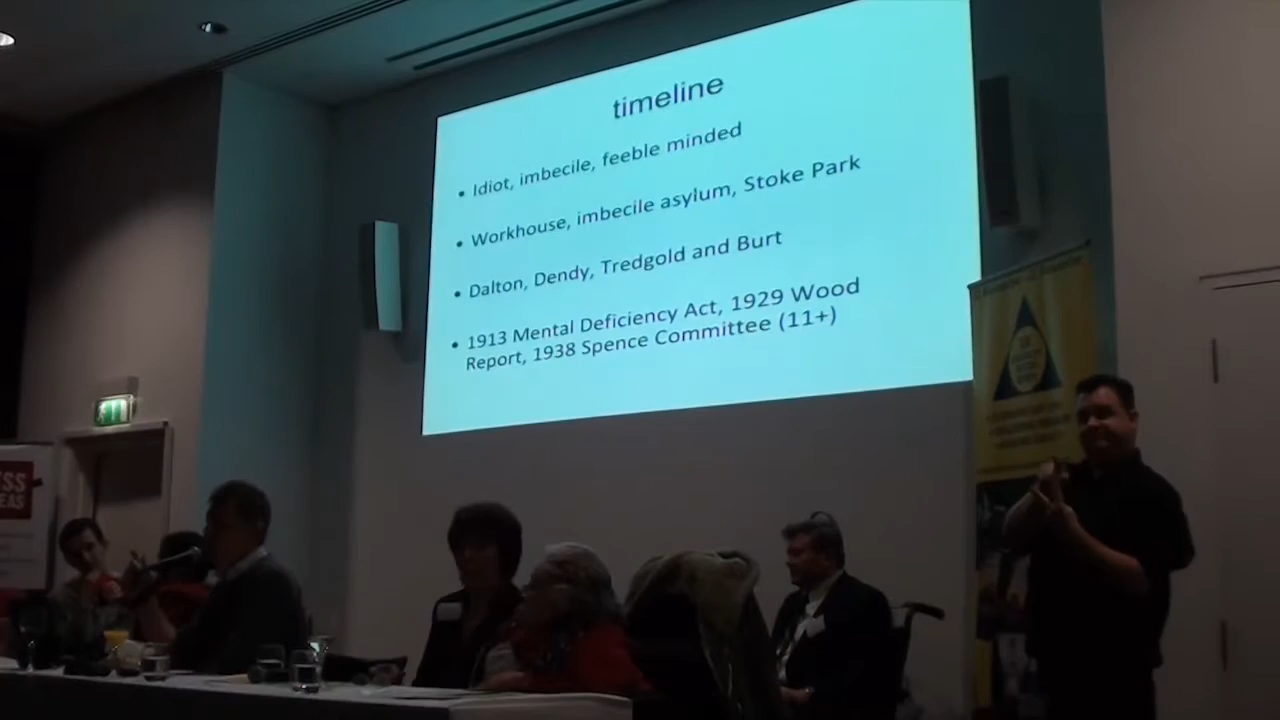 timeline
• Idiot, imbecile, feeble minded
• Workhouse, imbecile asylum, Stoke Park
• Dalton, Dendy, Tredgold and Burt
• 1913 Mental Deficiency Act, 1929 Wood
Report, 1938 Spence Committee (11+)